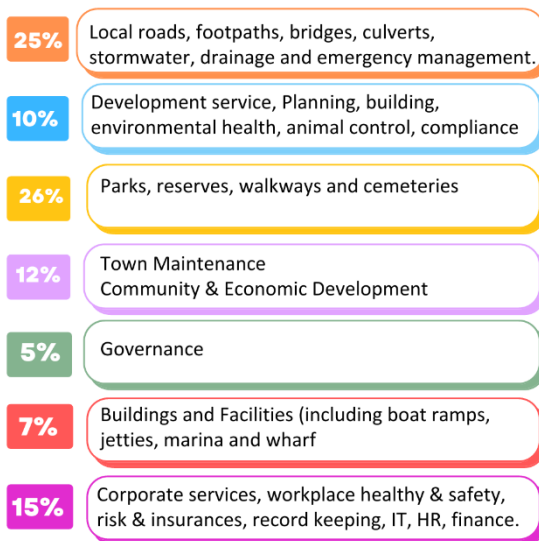 25%
Local roads, footpaths, bridges, culverts,
stormwater, drainage and emergency management.
10%
Development service, Planning, building,
environmental health, animal control, compliance
26%
Parks, reserves, walkways and cemeteries
12%
Town Maintenance
Community & Economic Development
5%
Governance
7%
Buildings and Facilities (including boat ramps,
jetties, marina and wharf
15%
Corporate services, workplace healthy & safety,
risk & insurances, record keeping, IT, HR, finance.